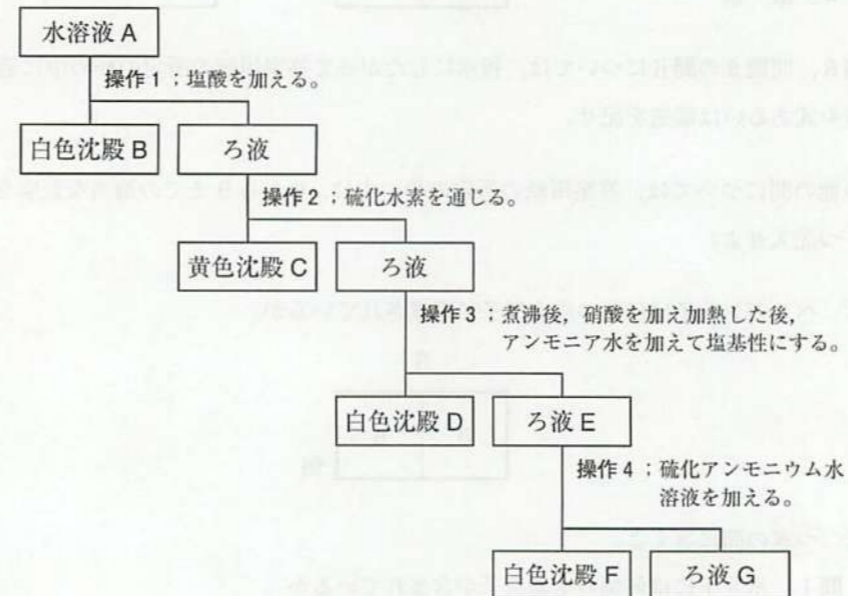 水溶液 A
操作 1 ; 塩酸を加える。
白色沈殿 B
ろ液
操作 2 ; 硫化水素を通じる。
黄色沈殿 C
ろ液
操作 3 ; 煮沸後,硝酸を加え加熱した後,
アンモニア水を加えて塩基性にする。
白色沈殿 D
ろ液 E
操作 4 ; 硫化アンモニウム水
溶液を加える。
白色沈殿 F
ろ液 G